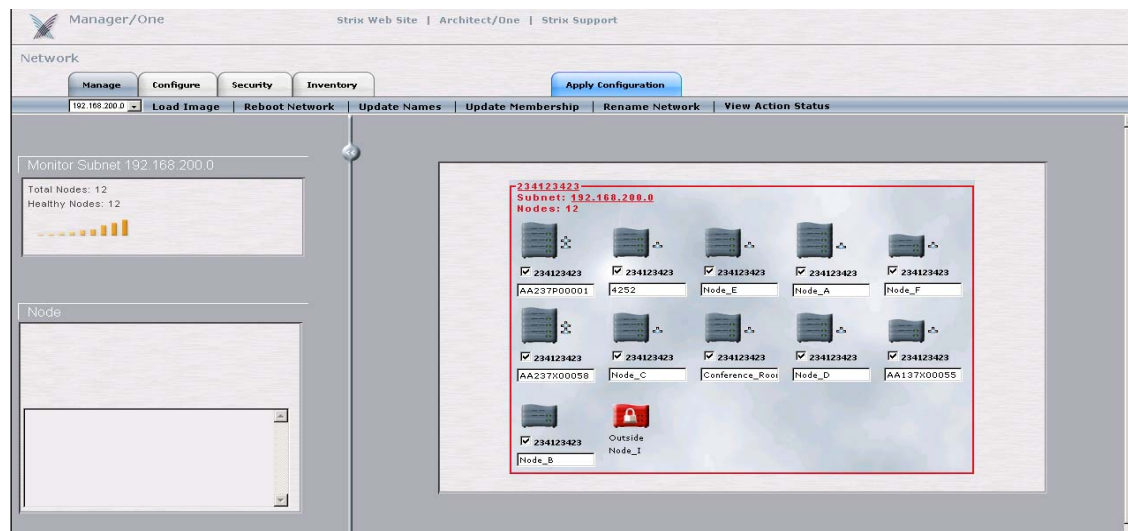 Manager/One
Strix Web Site | Architect/One | Strix Support
Network
Manage Configure Security Inventory Apply Configuration
192.168.200.0 Load Image | Reboot Network | Update Names | Update Membership | Rename Network | View Action Status
Monitor Subnet 192.168.200.0
Total Nodes: 12
Healthy Nodes: 12
Node
234123423
Subnet: 192.168.200.0
Nodes: 12
234123423 234123423 234123423 234123423 234123423
AA237P00001 4252 Node_E Node_A Node_F
234123423 234123423 234123423 234123423 234123423
AA237X00058 Node_C Conference_Roo Node_D AA137X00055
234123423
Node_B
Outside
Node_I